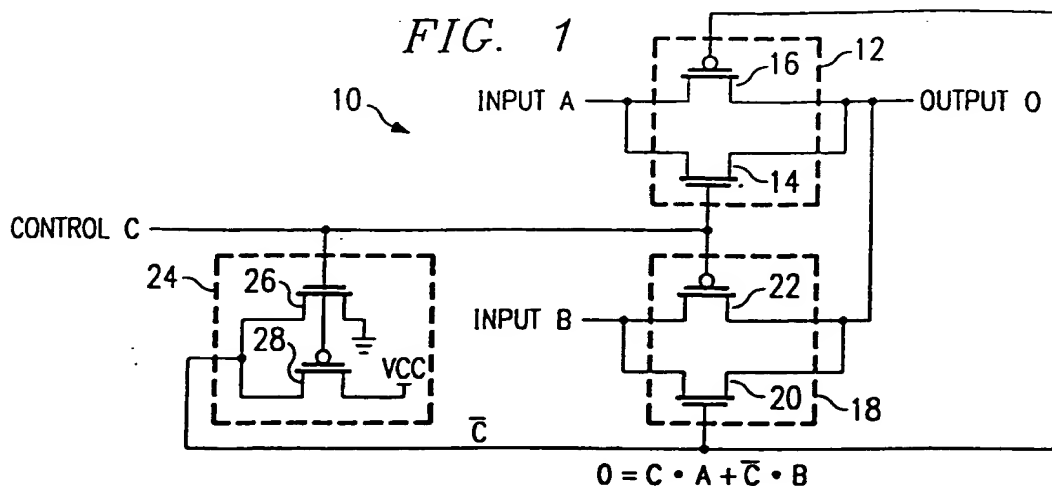 FIG. 1
12
16
INPUT A
OUTPUT O
10
14
CONTROL C
24
26
22
INPUT B
28
VCC
20
18
C̅
O = C • A + C̅ • B